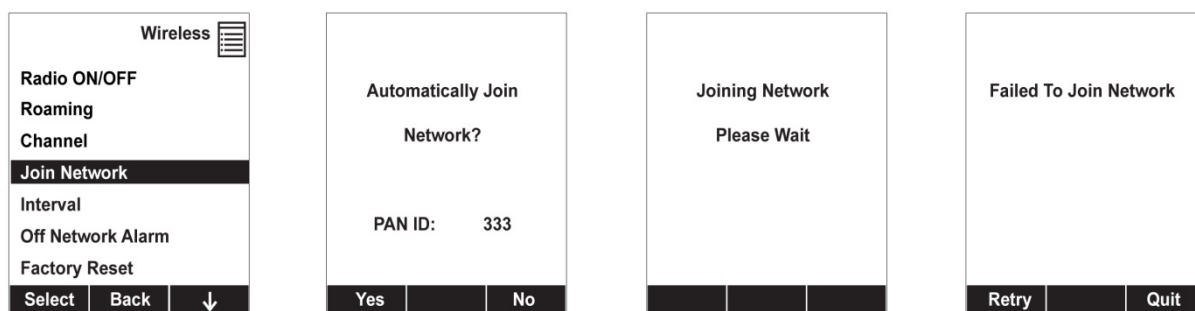 Wireless
Radio ON/OFF
Roaming
Channel
Join Network
Interval
Off Network Alarm
Factory Reset
Select Back ↓
Automatically Join
Network?
PAN ID: 333
Yes No
Joining Network
Please Wait
Failed To Join Network
Retry Quit